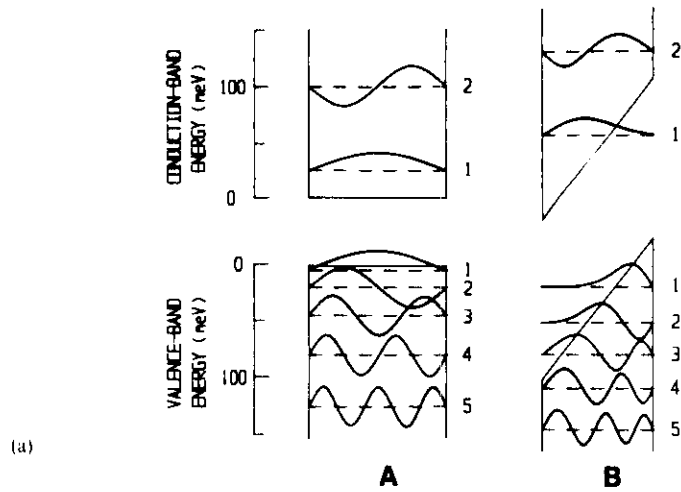 CONDUCTION-BAND
ENERGY (meV)
100
0
2
1
2
1
VALENCE-BAND
ENERGY (meV)
0
100
1
2
3
4
5
1
2
3
4
5
(a)
A
B